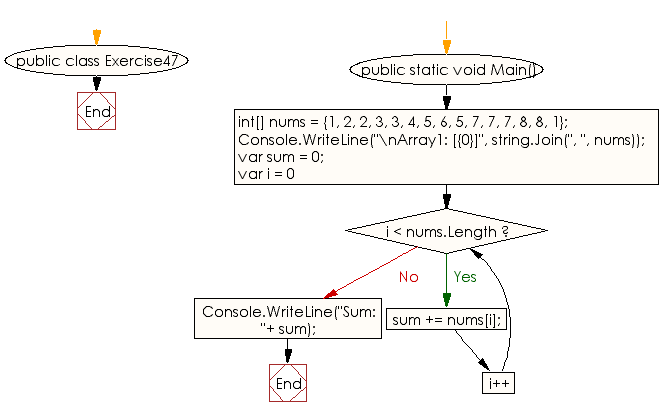 public class Exercise47
End
public static void Main()
int[] nums = {1, 2, 2, 3, 3, 4, 5, 6, 5, 7, 7, 7, 8, 8, 1};
Console.WriteLine("\nArray1: [{0}]", string.Join(", ", nums));
var sum = 0;
var i = 0
i < nums.Length ?
No
Yes
Console.WriteLine("Sum:
"+ sum);
sum += nums[i];
End
i++